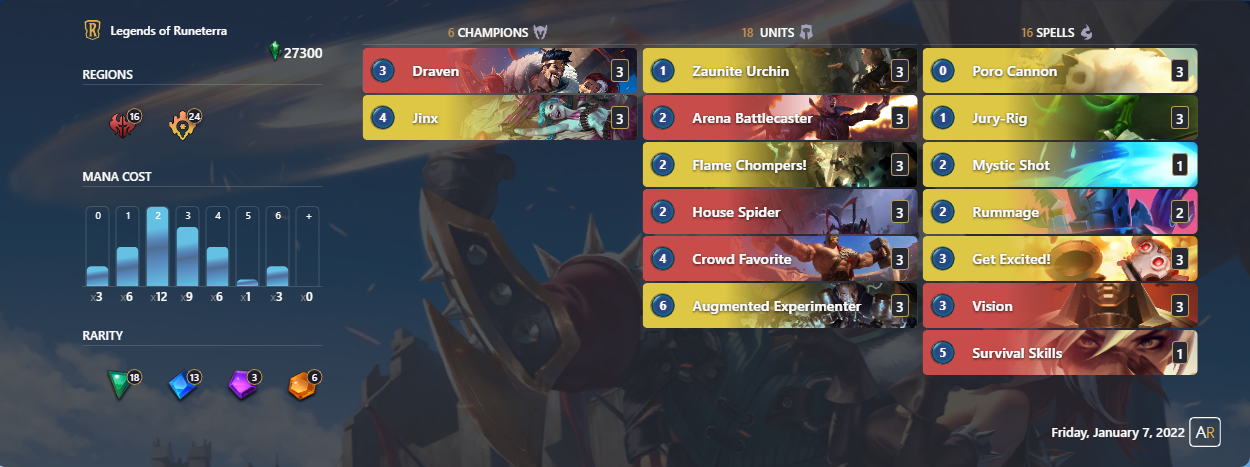 Legends of Runeterra
27300
REGIONS
16 24
MANA COST
0 1 2 3 4 5 6 +
x3 x6 x12 x9 x6 x1 x3 x0
RARITY
18 13 3 6
6 CHAMPIONS
3 Draven 3
4 Jinx 3
18 UNITS
1 Zaunite Urchin 3
2 Arena Battlecaster 3
2 Flame Chompers! 3
2 House Spider 3
4 Crowd Favorite 3
6 Augmented Experimenter 3
16 SPELLS
0 Poro Cannon 3
1 Jury-Rig 3
2 Mystic Shot 1
2 Rummage 2
3 Get Excited! 3
3 Vision 3
5 Survival Skills 1
Friday, January 7, 2022 AR